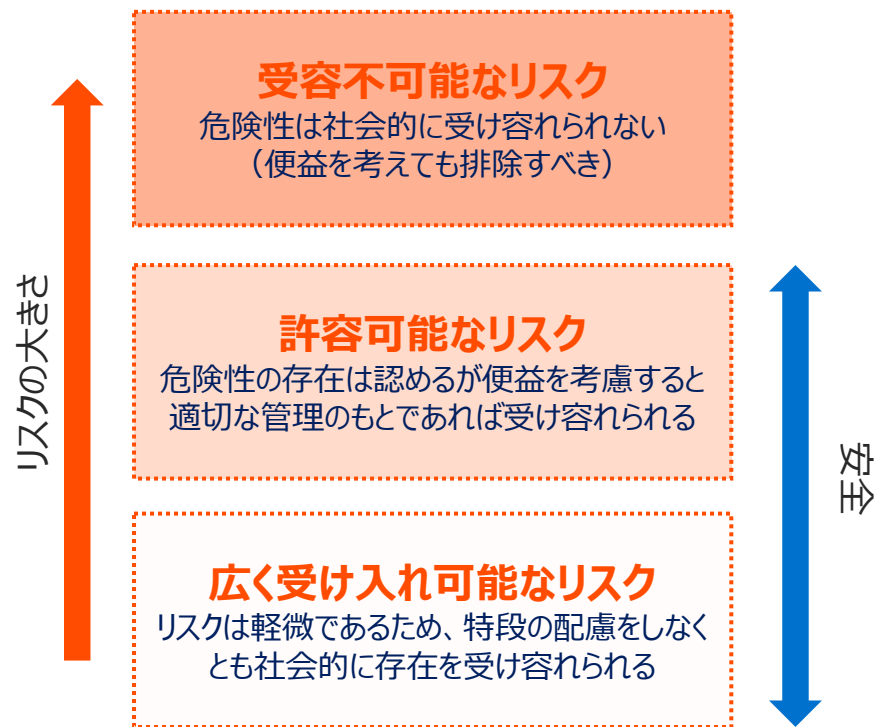 受容不可能なリスク
危険性は社会的に受け容れられない
（便益を考えても排除すべき）
リスクの大きさ
許容可能なリスク
危険性の存在は認めるが便益を考慮すると
適切な管理のもとであれば受け容れられる
安全
広く受け入れ可能なリスク
リスクは軽微であるため、特段の配慮をしなく
とも社会的に存在を受け容れられる